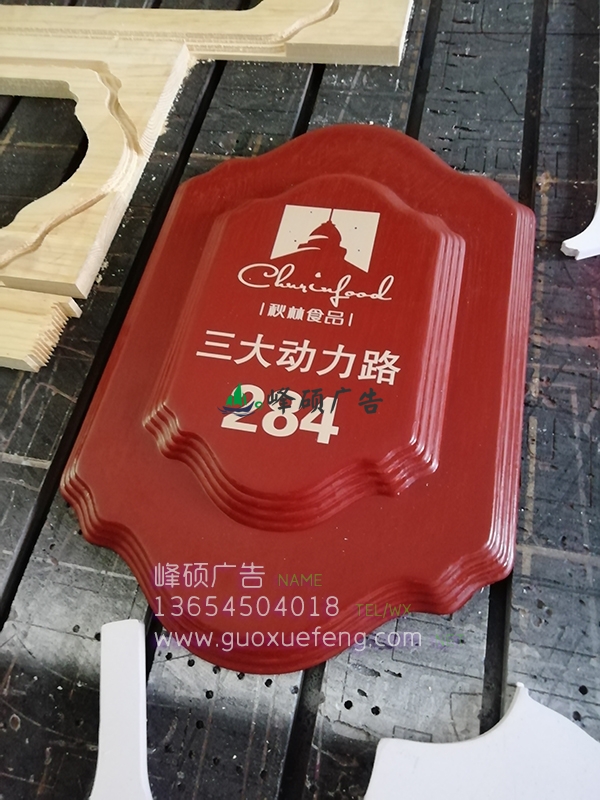 Churinfood
秋林食品
三大动力路
峰硕广告
284
峰硕广告 NAME
13654504018 TEL/WX
www.guoxuefeng.com